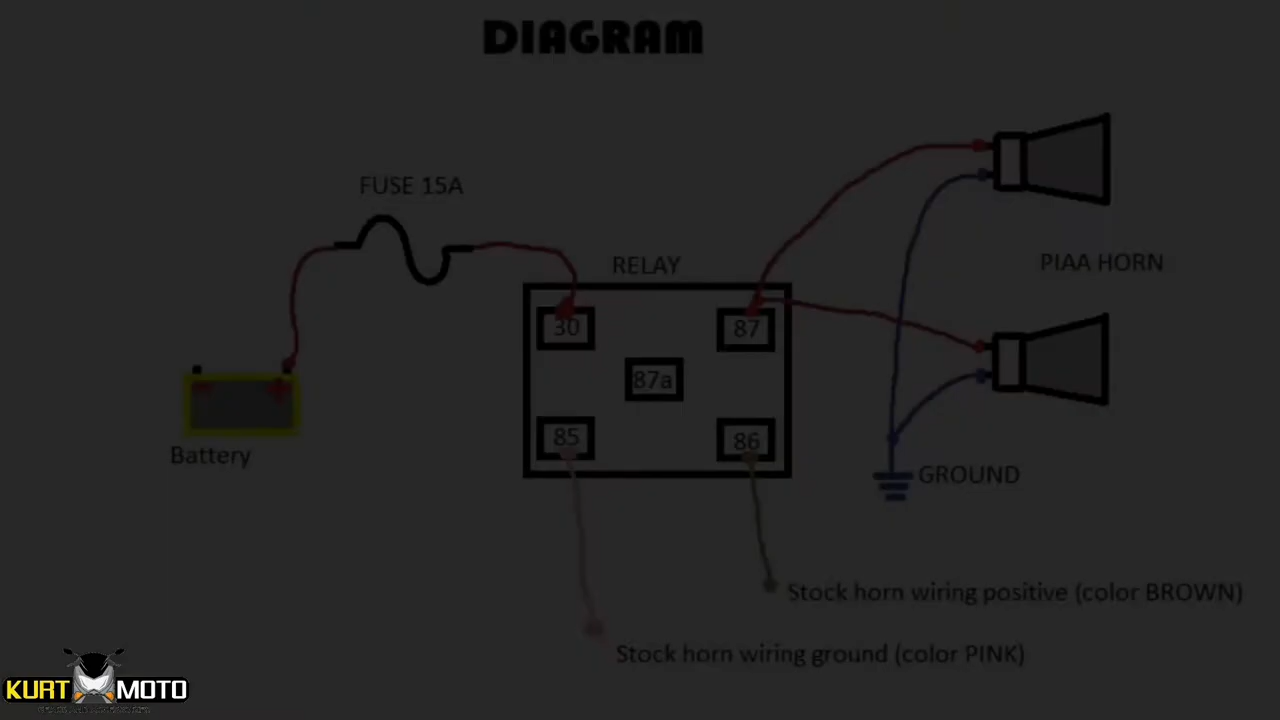 DIAGRAM
FUSE 15A
RELAY
PIAA HORN
30
87
87a
85
86
Battery
GROUND
Stock horn wiring positive (color BROWN)
Stock horn wiring ground (color PINK)
KURT MOTO